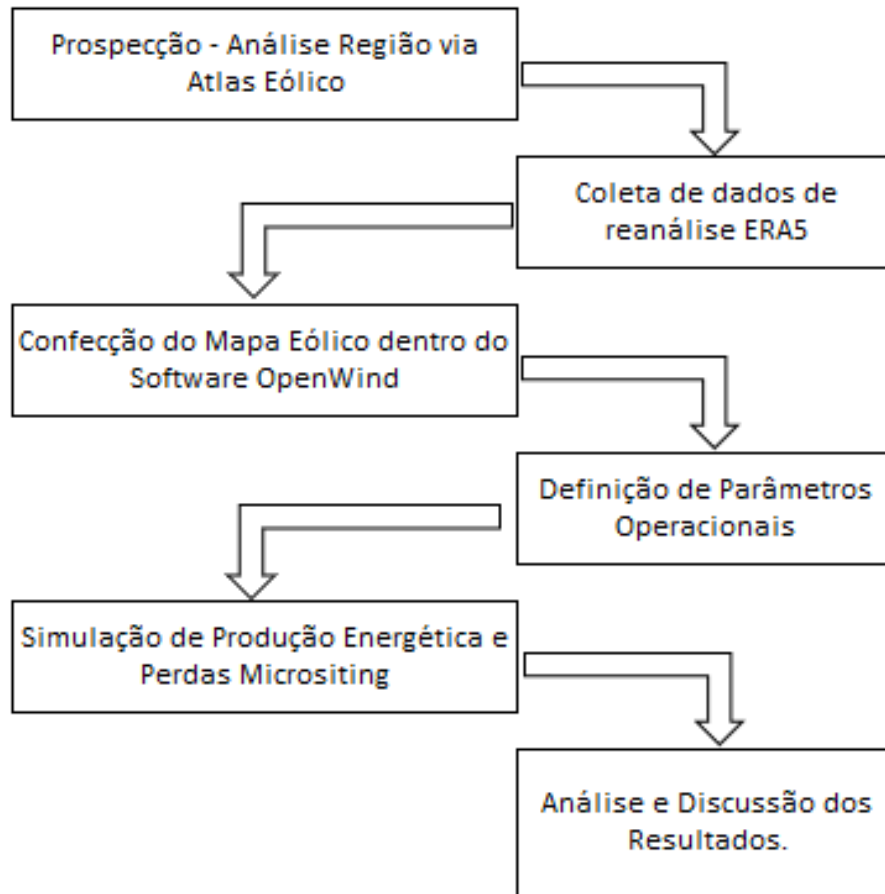 Prospecção - Análise Região via
Atlas Eólico
Coleta de dados de
reanálise ERA5
Confecção do Mapa Eólico dentro do
Software OpenWind
Definição de Parâmetros
Operacionais
Simulação de Produção Energética e
Perdas Micrositing
Análise e Discussão dos
Resultados.